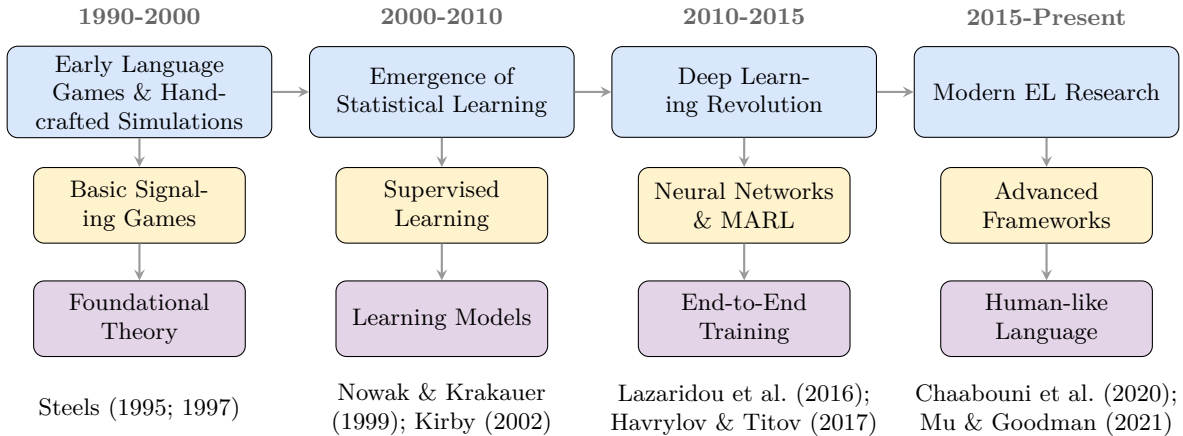 1990-2000
2000-2010
2010-2015
2015-Present
Early Language
Games & Hand-
crafted Simulations
Emergence of
Statistical Learning
Deep Learn-
ing Revolution
Modern EL Research
Basic Signal-
ing Games
Supervised
Learning
Neural Networks
& MARL
Advanced
Frameworks
Foundational
Theory
Learning Models
End-to-End
Training
Human-like
Language
Steels (1995; 1997)
Nowak & Krakauer
(1999); Kirby (2002)
Lazaridou et al. (2016);
Havrylov & Titov (2017)
Chaabouni et al. (2020);
Mu & Goodman (2021)